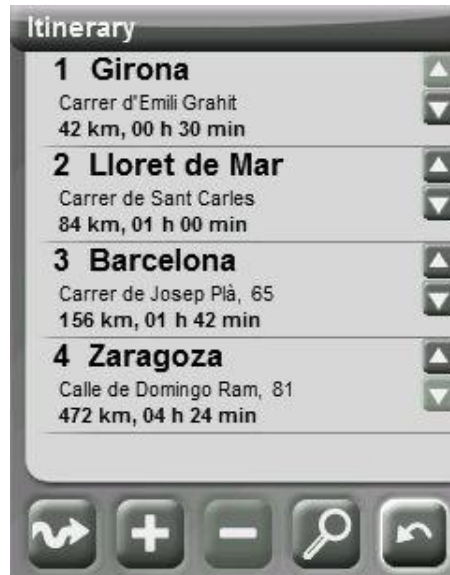 Itinerary
1 Girona
Carrer d'Emili Grahit
42 km, 00 h 30 min
2 Lloret de Mar
Carrer de Sant Carles
84 km, 01 h 00 min
3 Barcelona
Carrer de Josep Plà, 65
156 km, 01 h 42 min
4 Zaragoza
Calle de Domingo Ram, 81
472 km, 04 h 24 min